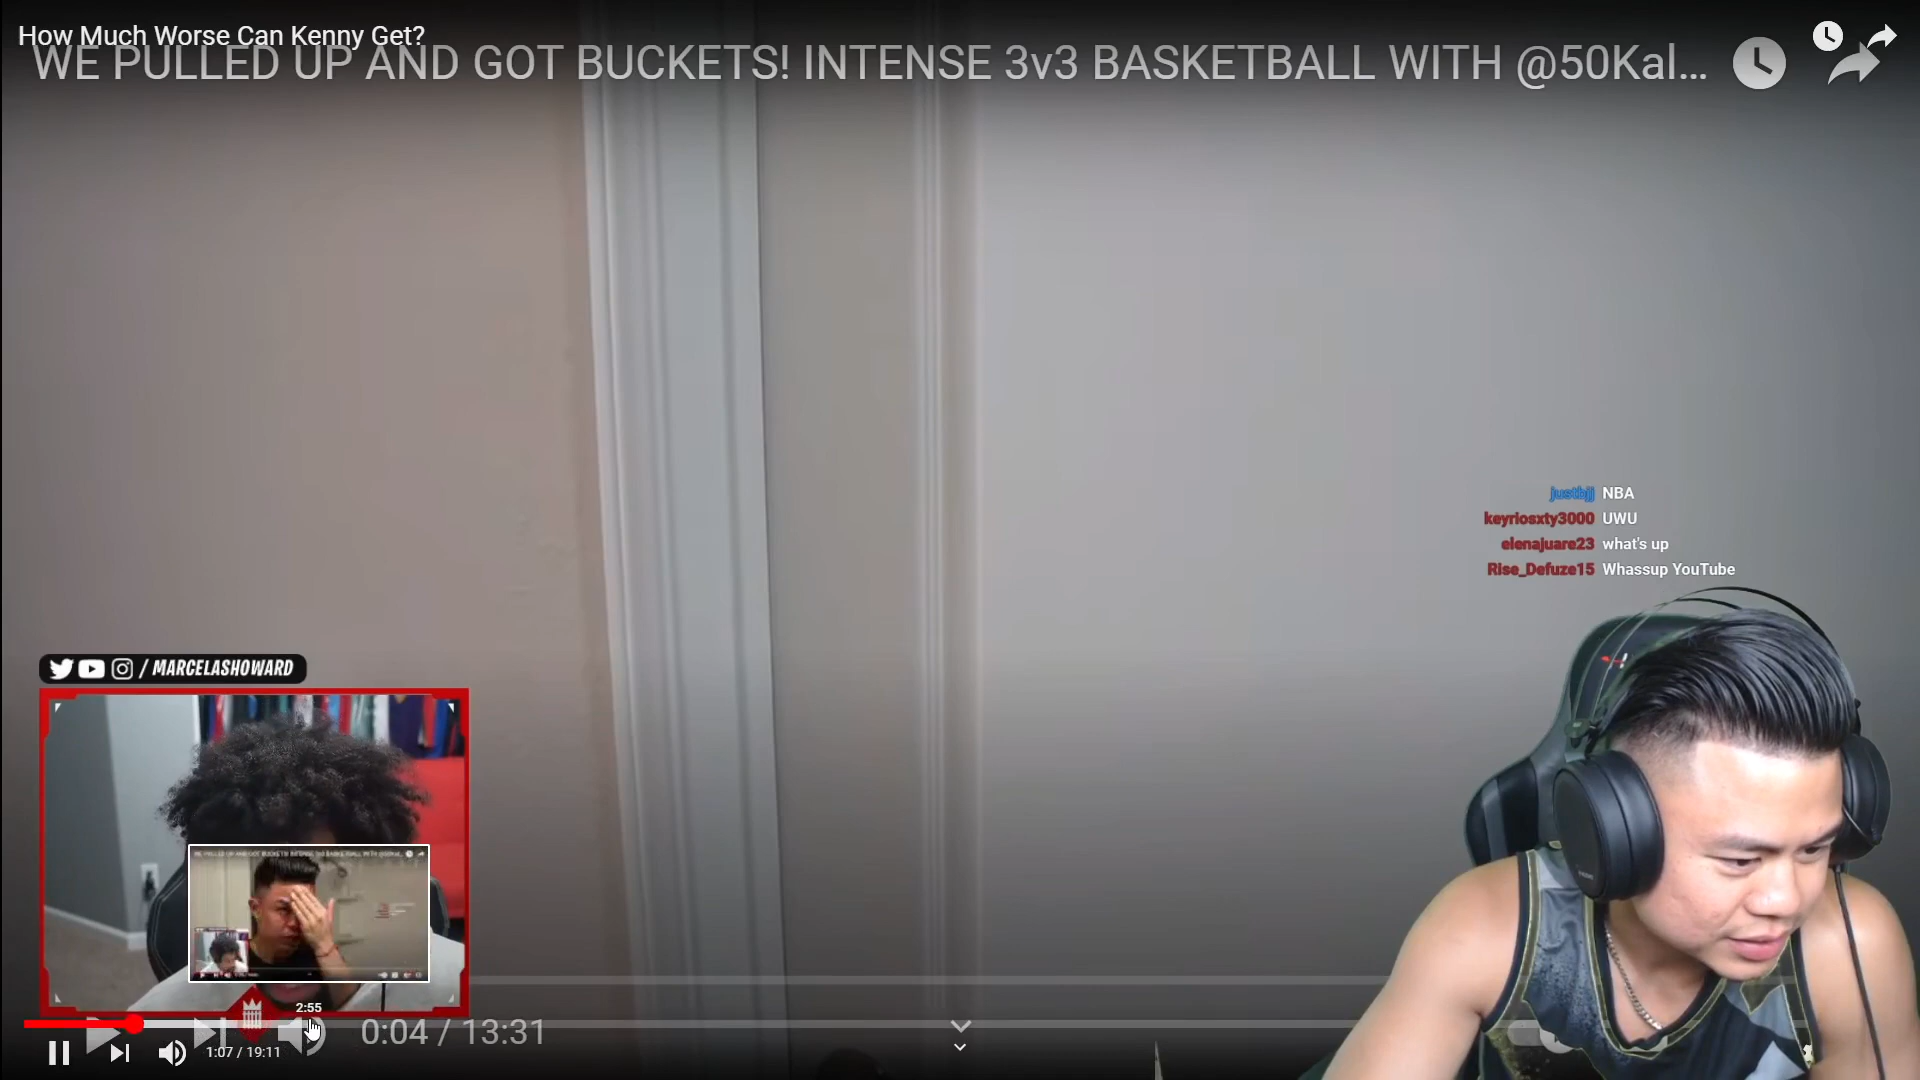 How Much Worse Can Kenny Get?
WE PULLED UP AND GOT BUCKETS! INTENSE 3v3 BASKETBALL WITH @50Kal...
justbjj NBA
keyriosxty3000 UWU
elenajuare23 what's up
Rise_Defuze15 Whassup YouTube
/ MARCELASHOWARD
2:55
0:04 / 13:31
1:07 / 19:11